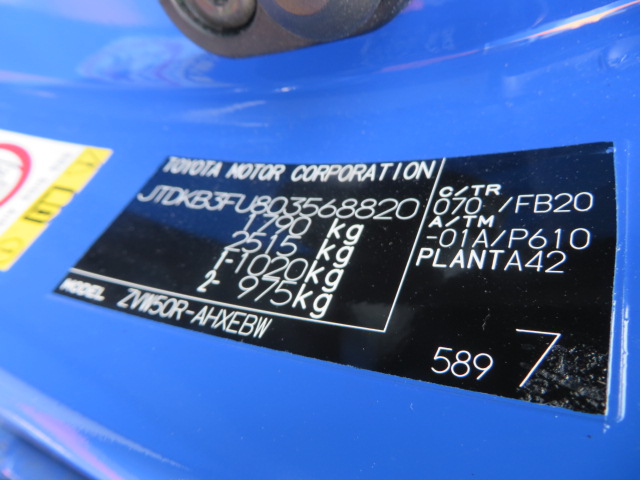 TOYOTA MOTOR CORPORATION
JTDKB3FU803568820
1790 kg
2515 kg
1-1020kg
2- 975kg
MODEL ZVW50R-AHXEBW
C/TR
070 /FB20
A/TM
-01A/P610
PLANTA42
589 7